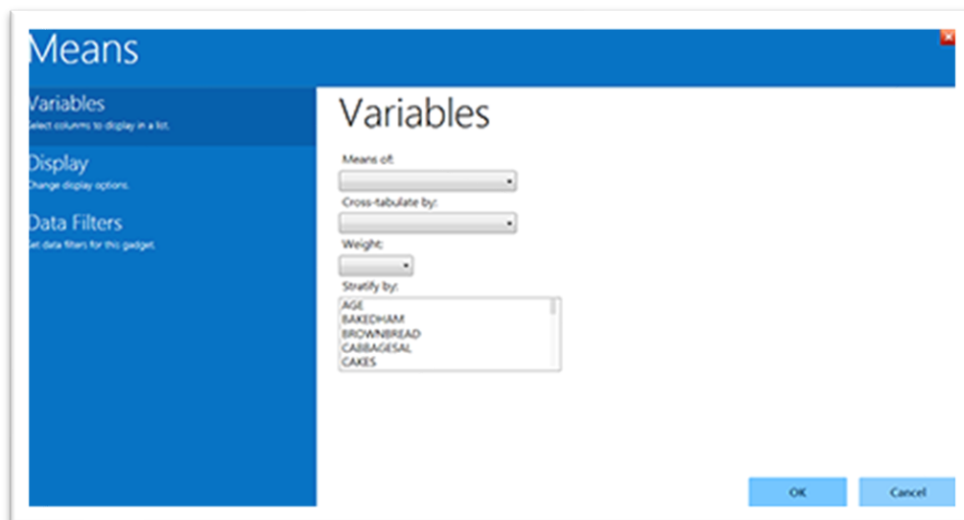 Means
Variables
Select columns to display in a list.
Display
Change display options.
Data Filters
Set data filters for this gadget.
Variables
Means of:
Cross-tabulate by:
Weight:
Stratify by:
AGE
BAKEDHAM
BROWNBREAD
CABBAGESAL
CAKES
OK
Cancel